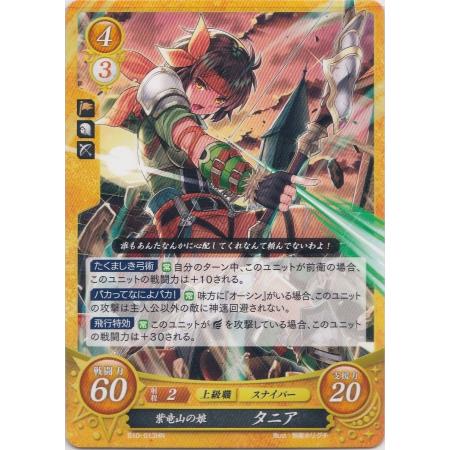 4
3
誰もあんたなんかに心配してくれなんて頼んでないわよ！
たくましき弓術 常 自分のターン中、このユニットが前衛の場合、
このユニットの戦闘力は＋10される。
バカってなによバカ！ 常 味方に『オーシン』がいる場合、このユニット
の攻撃は主人公以外の敵に神速回避されない。
飛行特効 常 このユニットが を攻撃している場合、このユニット
の戦闘力は＋30される。
戦闘力
60
射程 2
上級職 スナイパー
支援力
20
紫竜山の娘 タニア